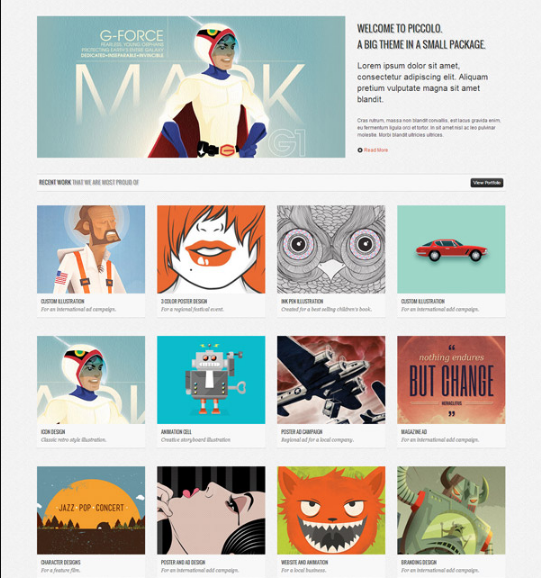 G-FORCE
FEARLESS YOUNG ORPHANS
PROTECTING EARTH'S ENTIRE GALAXY
DEDICATED•INSEPARABLE•INVINCIBLE
MARK
G1
WELCOME TO PICCOLO.
A BIG THEME IN A SMALL PACKAGE.
Lorem ipsum dolor sit amet,
consectetur adipiscing elit. Aliquam
pretium vulputate magna sit amet
blandit.
Cras rutrum, massa non blandit convallis, est lacus gravida enim,
eu fermentum ligula orci et tortor. In sit amet nisl ac leo pulvinar
molestie. Morbi blandit ultricies ultrices.
Read More
RECENT WORK THAT WE ARE MOST PROUD OF
View Portfolio
CUSTOM ILLUSTRATION
For an international ad campaign.
3 COLOR POSTER DESIGN
For a regional festival event.
INK PEN ILLUSTRATION
Created for a best selling children's book.
CUSTOM ILLUSTRATION
For an international add campaign.
“
nothing endures
BUT CHANGE
”
ICON DESIGN
Classic retro style illustration.
ANIMATION CELL
Creative storyboard illustration
POSTER AD CAMPAIGN
Regional ad for a local company.
MAGAZINE AD
For an international add campaign.
JAZZ • POP • CONCERT
CHARACTER DESIGNS
For a feature film.
POSTER AND AD DESIGN
For an international add campaign.
WEBSITE AND ANIMATION
For a local business.
BRANDING DESIGN
For an international add campaign.